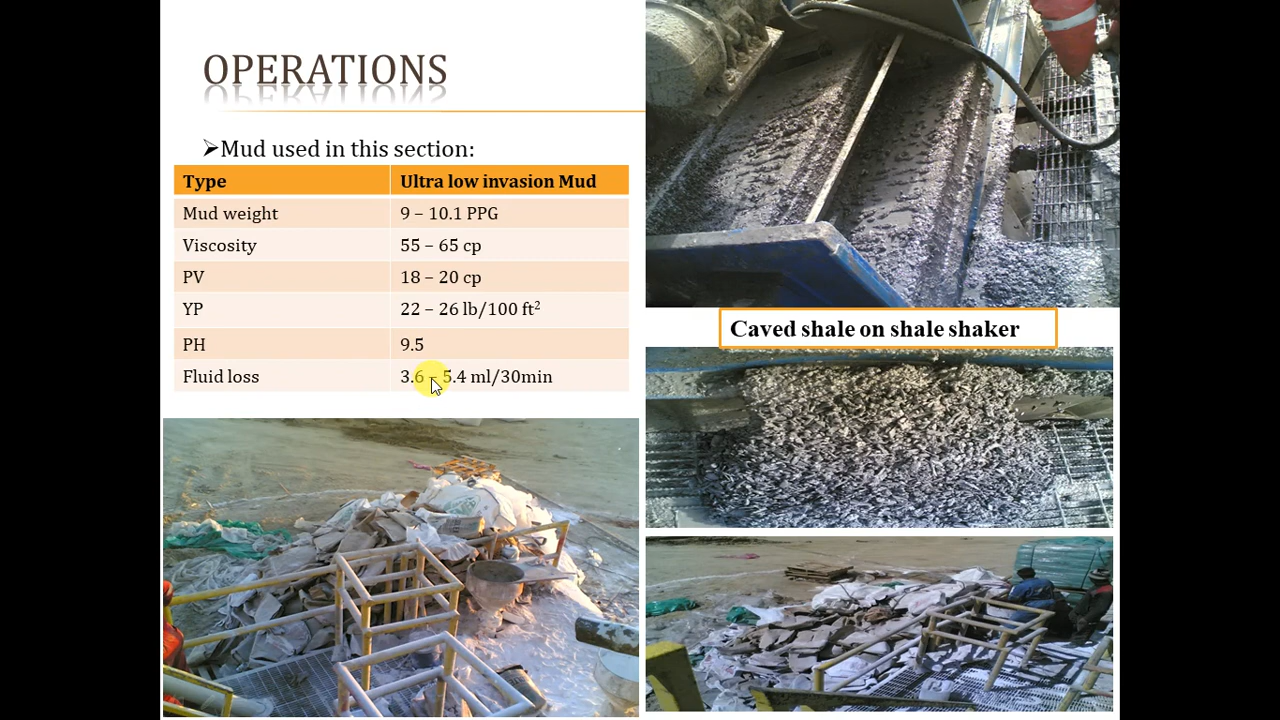 OPERATIONS
➢Mud used in this section:
Type Ultra low invasion Mud
Mud weight 9 – 10.1 PPG
Viscosity 55 – 65 cp
PV 18 – 20 cp
YP 22 – 26 lb/100 ft²
PH 9.5
Fluid loss 3.6 – 5.4 ml/30min
Caved shale on shale shaker